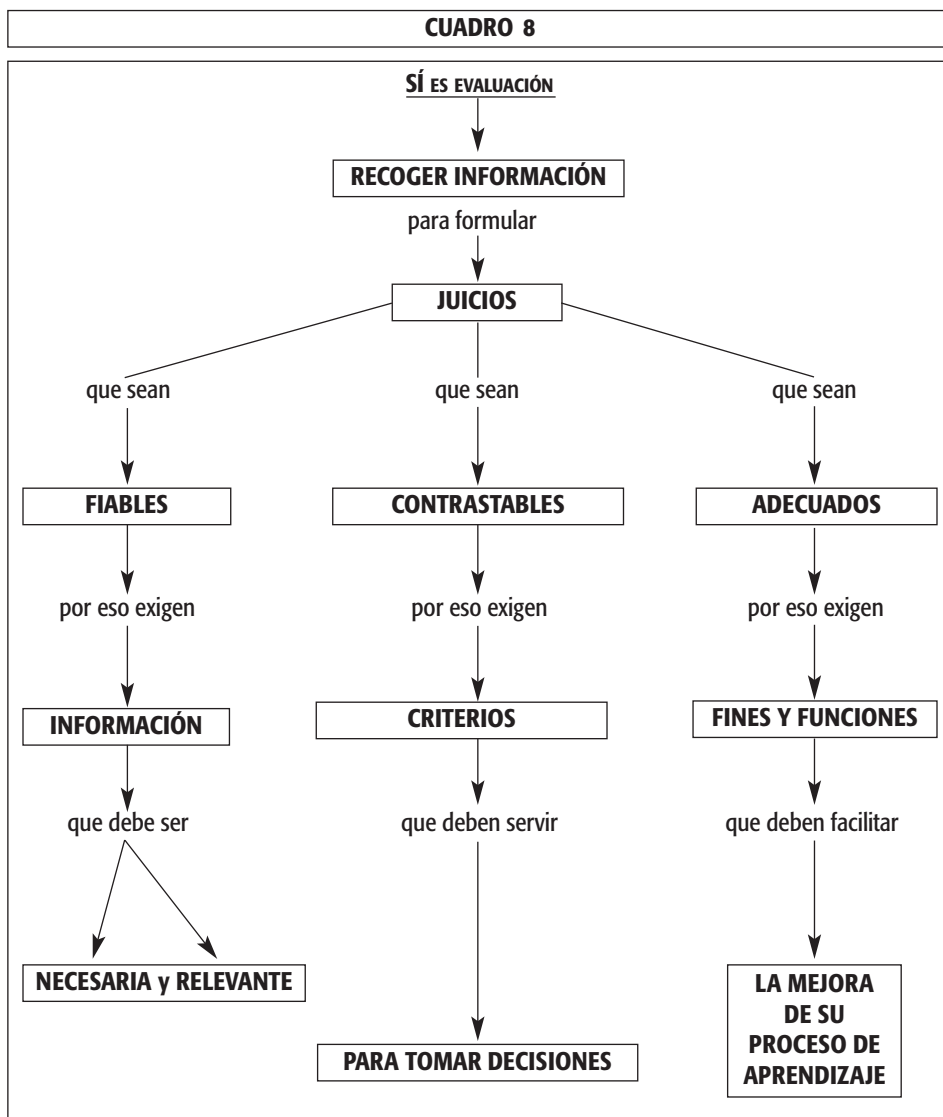 CUADRO 8
SÍ ES EVALUACIÓN
RECOGER INFORMACIÓN
para formular
JUICIOS
que sean
que sean
que sean
FIABLES
CONTRASTABLES
ADECUADOS
por eso exigen
por eso exigen
por eso exigen
INFORMACIÓN
CRITERIOS
FINES Y FUNCIONES
que debe ser
que deben servir
que deben facilitar
NECESARIA y RELEVANTE
PARA TOMAR DECISIONES
LA MEJORA
DE SU
PROCESO DE
APRENDIZAJE